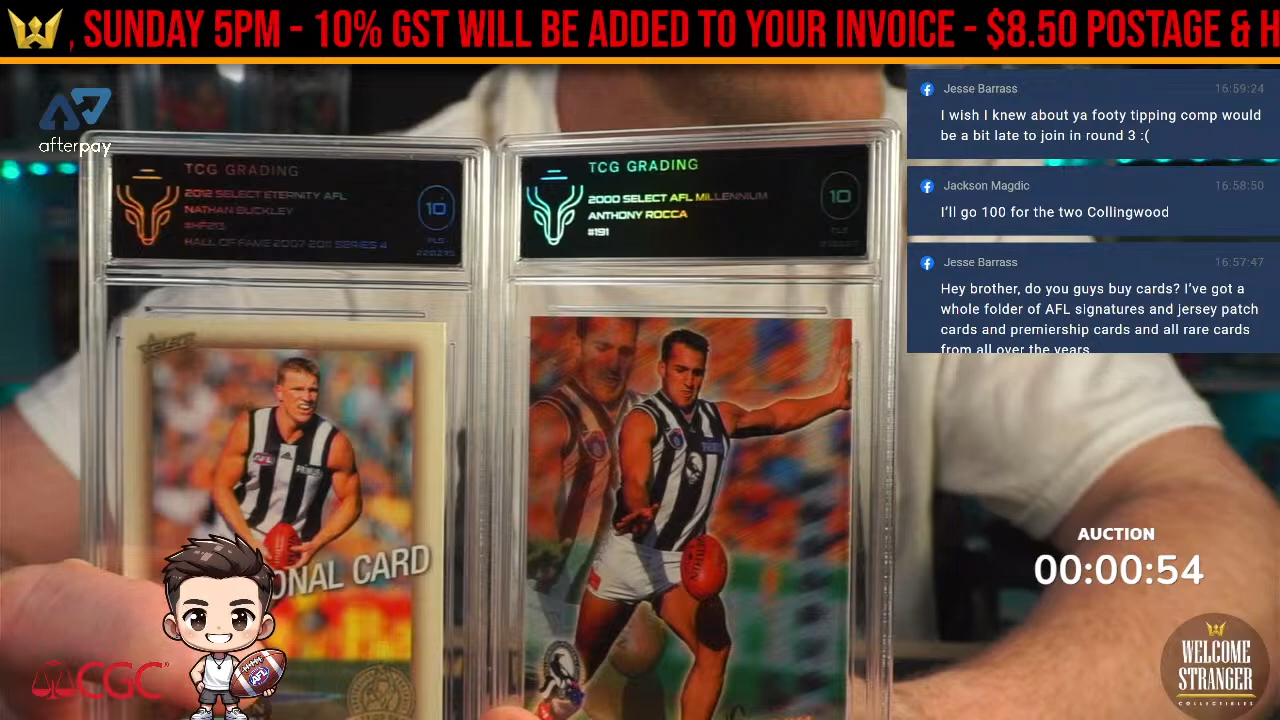 , SUNDAY 5PM - 10% GST WILL BE ADDED TO YOUR INVOICE - $8.50 POSTAGE & H
afterpay
TCG GRADING
2012 SELECT ETERNITY AFL
NATHAN BUCKLEY
HALL OF FAME 2007-2011 SERIES 4
10
TCG GRADING
2000 SELECT AFL MILLENNIUM
ANTHONY ROCCA
#191
10
Jesse Barrass 16:59:24
I wish I knew about ya footy tipping comp would
be a bit late to join in round 3 :(
Jackson Magdic 16:58:50
I'll go 100 for the two Collingwood
Jesse Barrass 16:57:47
Hey brother, do you guys buy cards? I've got a
whole folder of AFL signatures and jersey patch
cards and premiership cards and all rare cards
from all over the years
SELECT
ONAL CARD
AUCTION
00:00:54
CGC
AFL
WELCOME
STRANGER
COLLECTIBLES